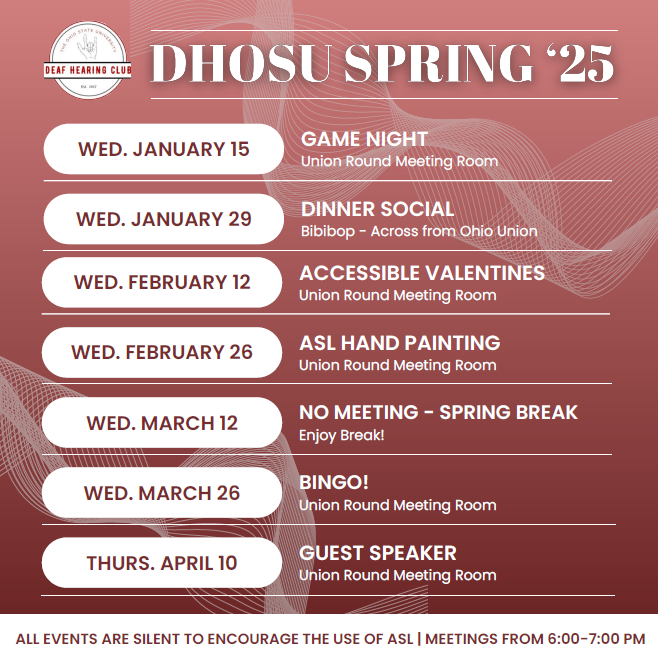 THE OHIO STATE UNIVERSITY
DEAF HEARING CLUB
DHOSU SPRING ‘25
WED. JANUARY 15
GAME NIGHT
Union Round Meeting Room
WED. JANUARY 29
DINNER SOCIAL
Bibibop - Across from Ohio Union
WED. FEBRUARY 12
ACCESSIBLE VALENTINES
Union Round Meeting Room
WED. FEBRUARY 26
ASL HAND PAINTING
Union Round Meeting Room
WED. MARCH 12
NO MEETING - SPRING BREAK
Enjoy Break!
WED. MARCH 26
BINGO!
Union Round Meeting Room
THURS. APRIL 10
GUEST SPEAKER
Union Round Meeting Room
ALL EVENTS ARE SILENT TO ENCOURAGE THE USE OF ASL | MEETINGS FROM 6:00-7:00 PM